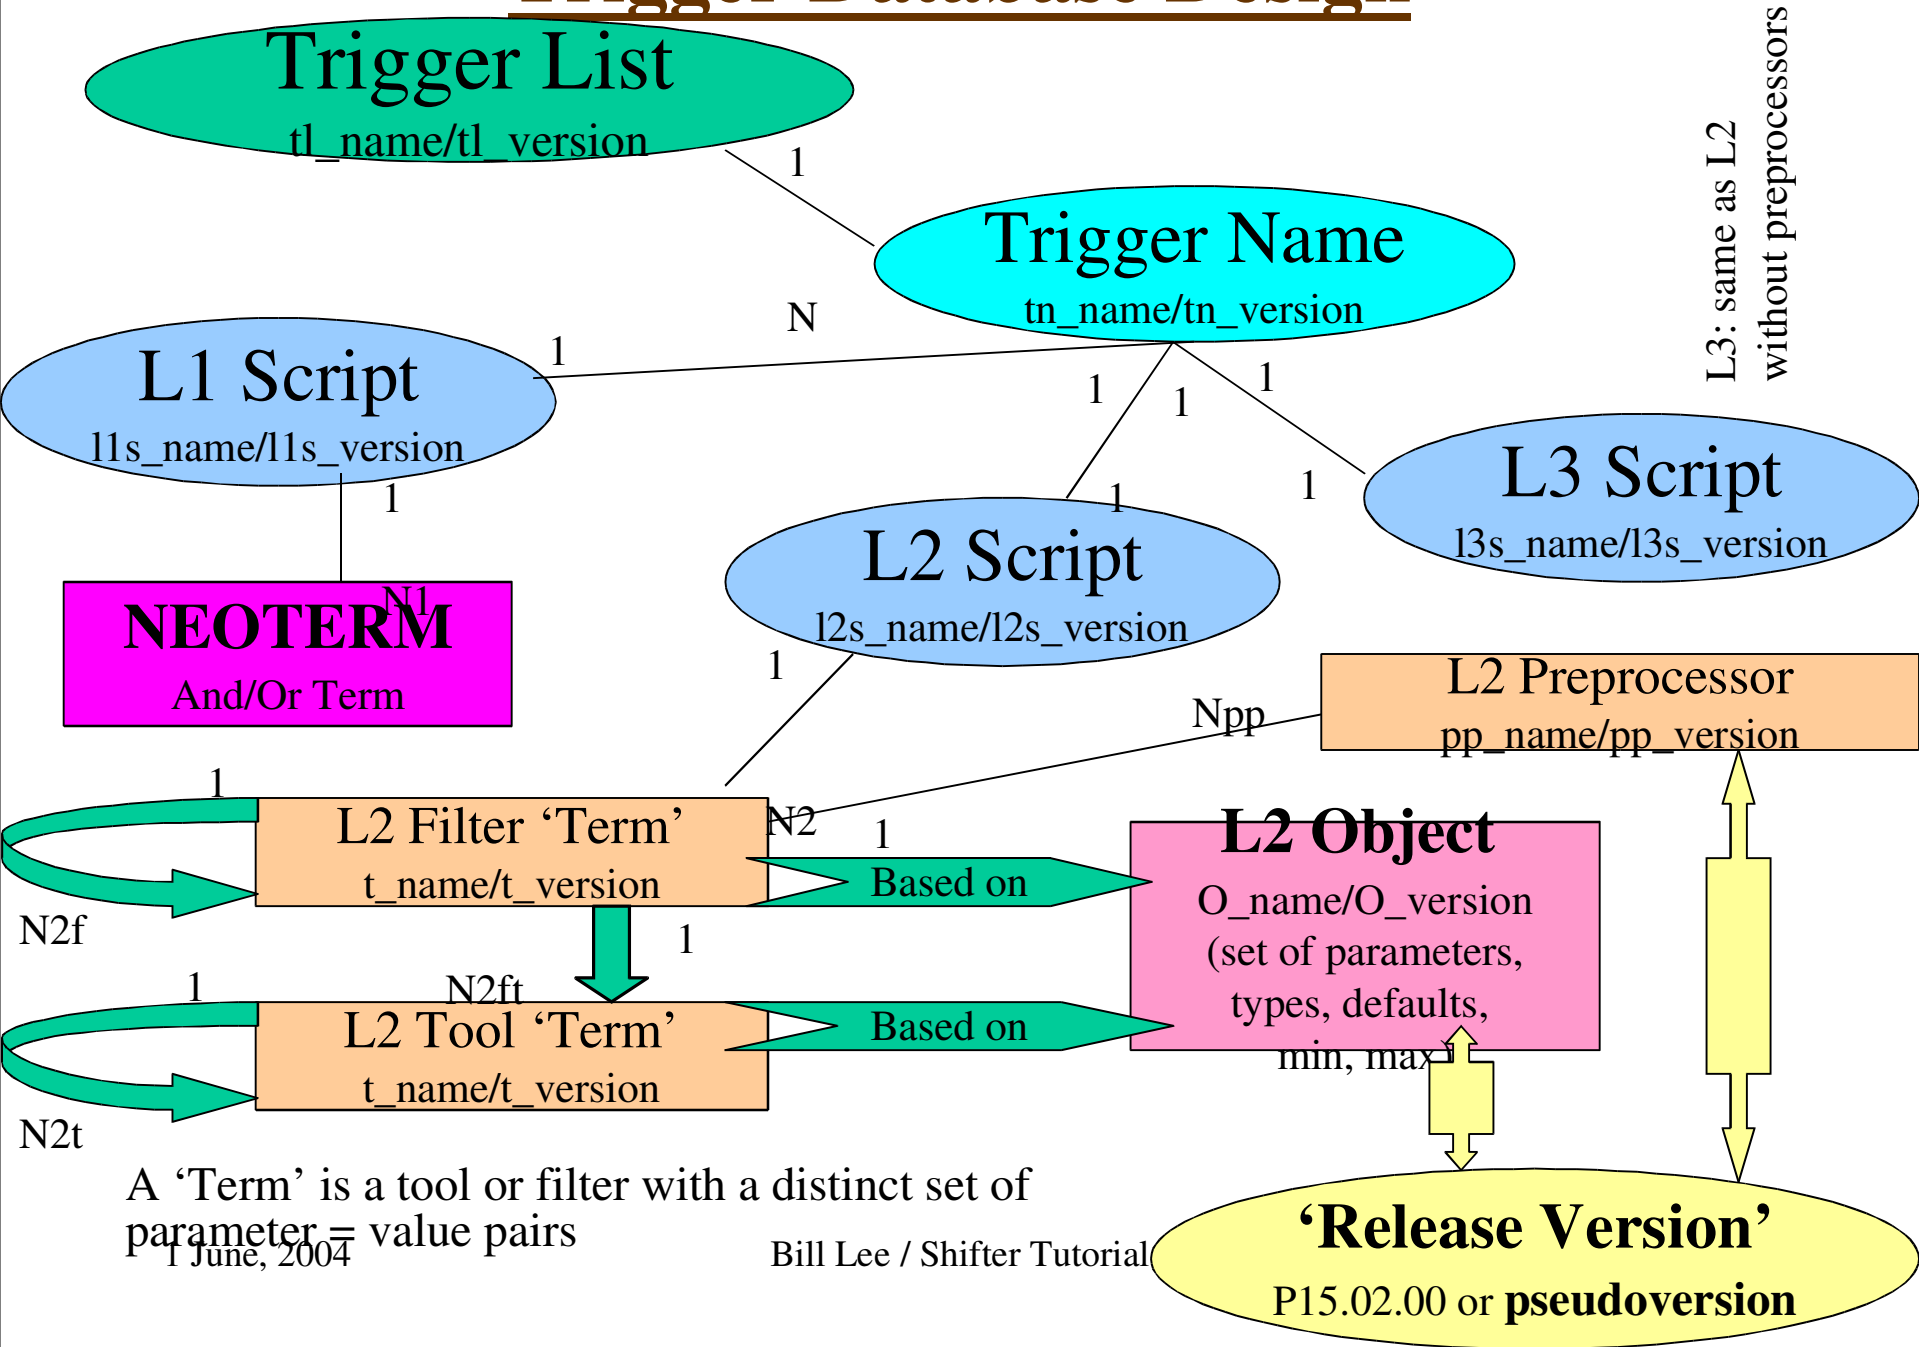 Trigger Database Design
Trigger List
tl_name/tl_version
1
Trigger Name
tn_name/tn_version
N
L3: same as L2
without preprocessors
1
L1 Script
l1s_name/l1s_version
1
1
1
1
1
1
L3 Script
l3s_name/l3s_version
1
L2 Script
l2s_name/l2s_version
N1
NEOTERM
And/Or Term
1
Npp
L2 Preprocessor
pp_name/pp_version
1
L2 Filter ‘Term’
t_name/t_version
N2
1
Based on
L2 Object
O_name/O_version
(set of parameters,
types, defaults,
min, max)
N2f
1
1
N2ft
L2 Tool ‘Term’
t_name/t_version
Based on
N2t
A ‘Term’ is a tool or filter with a distinct set of
parameter = value pairs
1 June, 2004
Bill Lee / Shifter Tutorial
‘Release Version’
P15.02.00 or pseudoversion